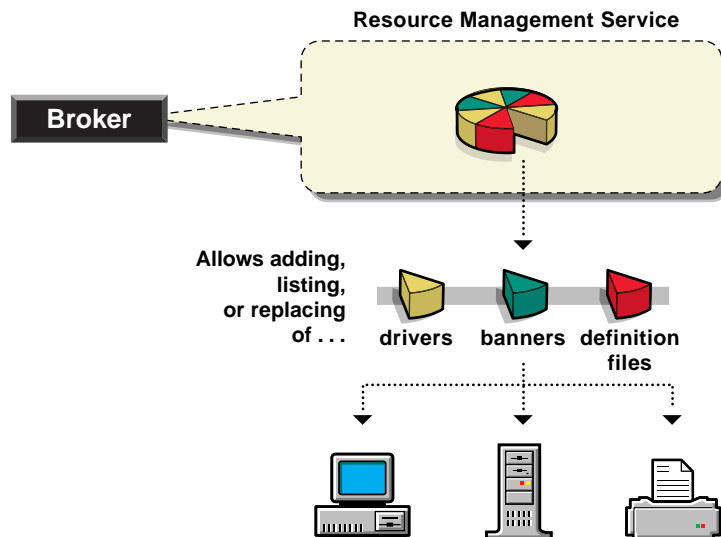 Resource Management Service
Broker
Allows adding,
listing,
or replacing
of . . .
drivers
banners
definition
files